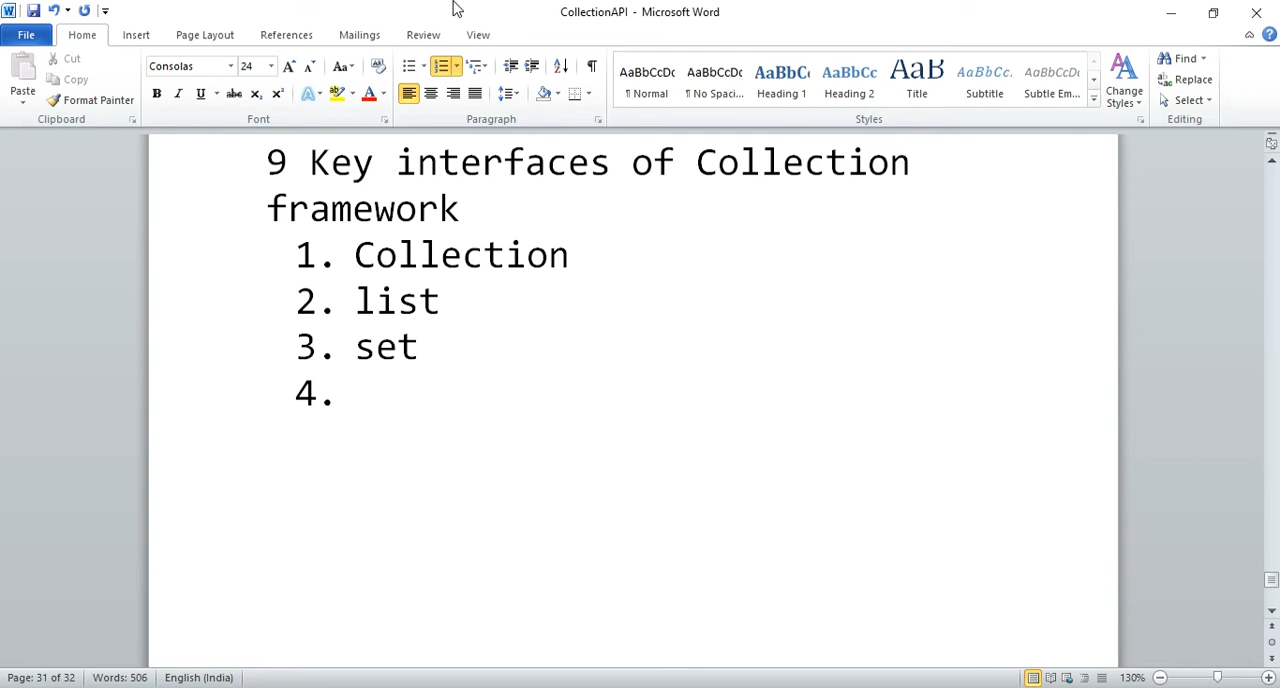 CollectionAPI - Microsoft Word
File Home Insert Page Layout References Mailings Review View
Paste
Cut
Copy
Format Painter
Clipboard
Consolas 24
Font
Paragraph
AaBbCcDc AaBbCcDc AaBbC AaBbCc AaB AaBbCc. AaBbCcDc
¶ Normal ¶ No Spaci... Heading 1 Heading 2 Title Subtitle Subtle Em...
Change
Styles
Styles
Find
Replace
Select
Editing
9 Key interfaces of Collection
framework
1. Collection
2. list
3. set
4.
Page: 31 of 32 Words: 506 English (India) 130%